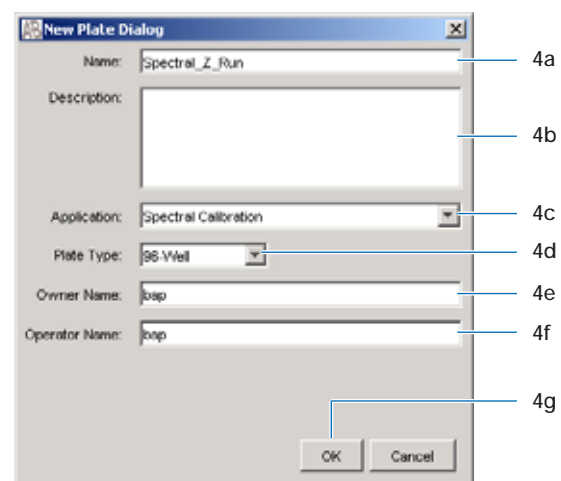 New Plate Dialog
Name: Spectral_Z_Run 4a
Description: 4b
Application: Spectral Calibration 4c
Plate Type: 96-Well 4d
Owner Name: bap 4e
Operator Name: bap 4f
4g
OK Cancel